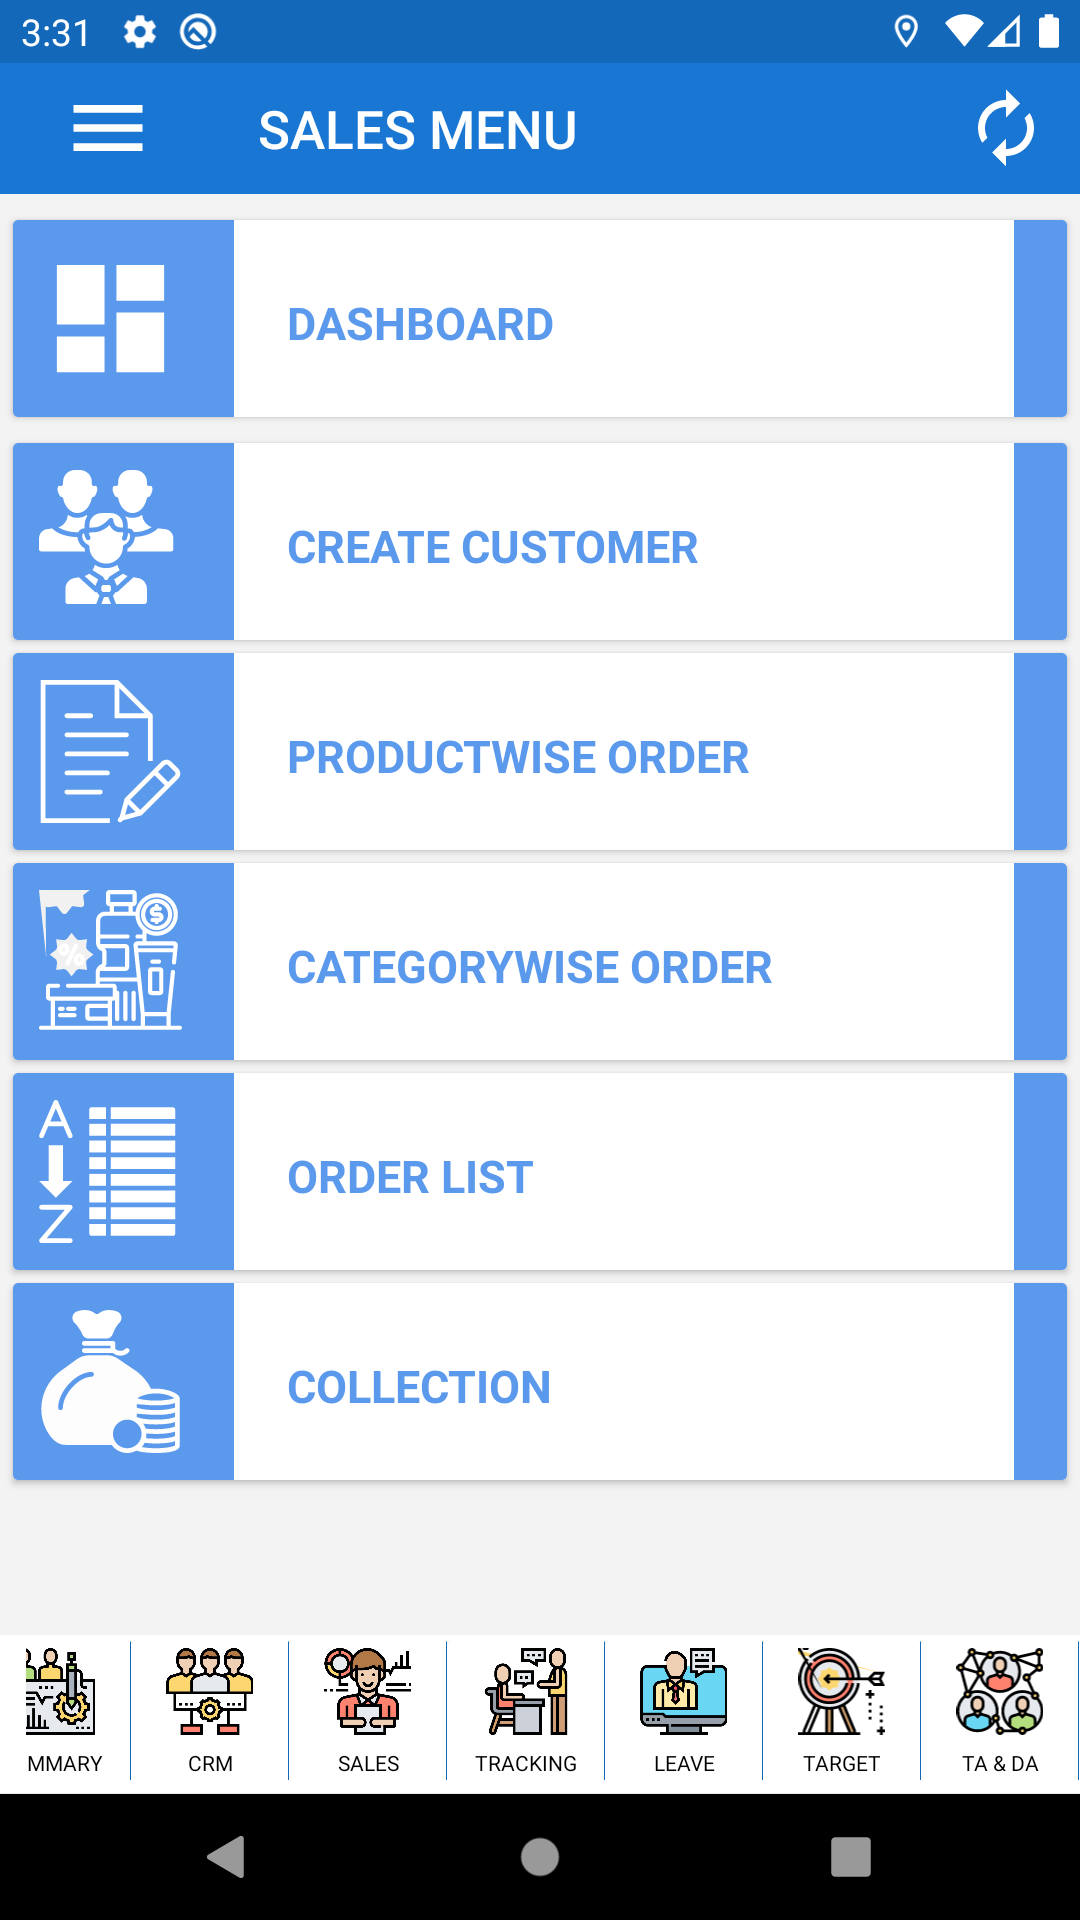 3:31
SALES MENU
DASHBOARD
CREATE CUSTOMER
PRODUCTWISE ORDER
CATEGORYWISE ORDER
ORDER LIST
COLLECTION
MMARY CRM SALES TRACKING LEAVE TARGET TA & DA